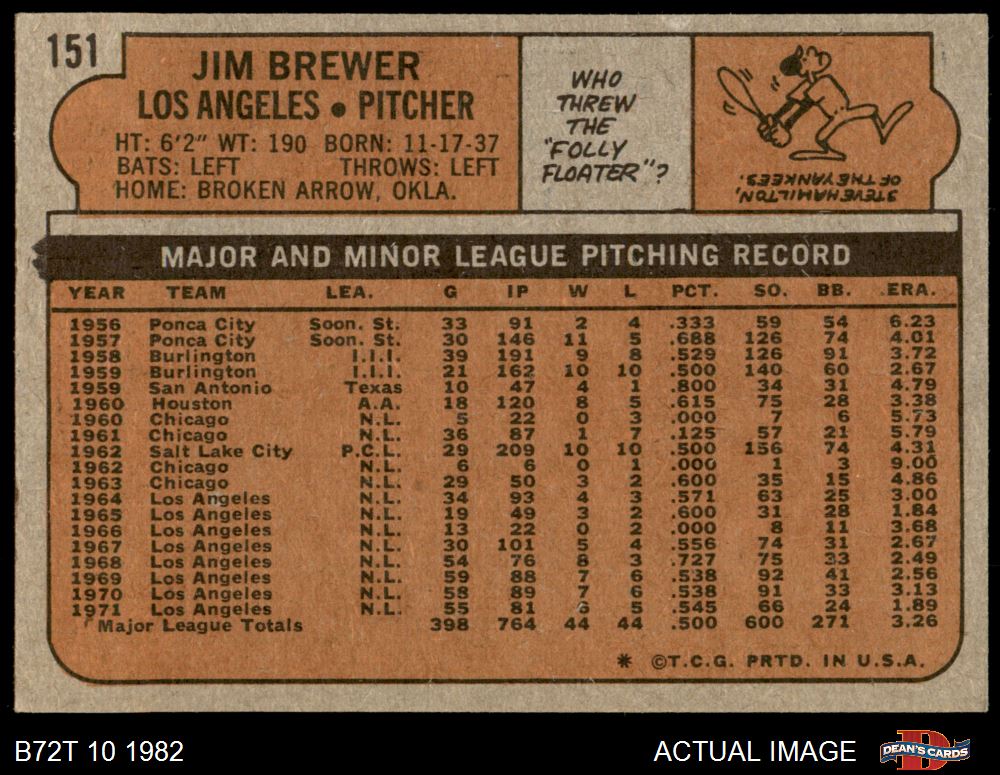 151
JIM BREWER
LOS ANGELES • PITCHER
HT: 6'2" WT: 190 BORN: 11-17-37
BATS: LEFT THROWS: LEFT
HOME: BROKEN ARROW, OKLA.
WHO
THREW
THE
"FOLLY
FLOATER"?
STEVE HAMILTON,
OF THE YANKEES.
MAJOR AND MINOR LEAGUE PITCHING RECORD
YEAR TEAM LEA. G IP W L PCT. SO. BB. ERA.
1956 Ponca City Soon. St. 33 91 2 4 .333 59 54 6.23
1957 Ponca City Soon. St. 30 146 11 5 .688 126 74 4.01
1958 Burlington I.I.I. 39 191 9 8 .529 126 91 3.72
1959 Burlington I.I.I. 21 162 10 10 .500 140 60 2.67
1959 San Antonio Texas 10 47 4 1 .800 34 31 4.79
1960 Houston A.A. 18 120 8 5 .615 75 28 3.38
1960 Chicago N.L. 5 22 0 3 .000 7 6 5.73
1961 Chicago N.L. 36 87 1 7 .125 57 21 5.79
1962 Salt Lake City P.C.L. 29 209 10 10 .500 156 74 4.31
1962 Chicago N.L. 6 6 0 1 .000 1 3 9.00
1963 Chicago N.L. 29 50 3 2 .600 35 15 4.86
1964 Los Angeles N.L. 34 93 4 3 .571 63 25 3.00
1965 Los Angeles N.L. 19 49 3 2 .600 31 28 1.84
1966 Los Angeles N.L. 13 22 0 2 .000 8 11 3.68
1967 Los Angeles N.L. 30 101 5 4 .556 74 31 2.67
1968 Los Angeles N.L. 54 76 8 3 .727 75 33 2.49
1969 Los Angeles N.L. 59 88 7 6 .538 92 41 2.56
1970 Los Angeles N.L. 58 89 7 6 .538 91 33 3.13
1971 Los Angeles N.L. 55 81 6 5 .545 66 24 1.89
Major League Totals 398 764 44 44 .500 600 271 3.26
* ©T.C.G. PRTD. IN U.S.A.
B72T 10 1982
ACTUAL IMAGE
D
DEAN'S CARDS